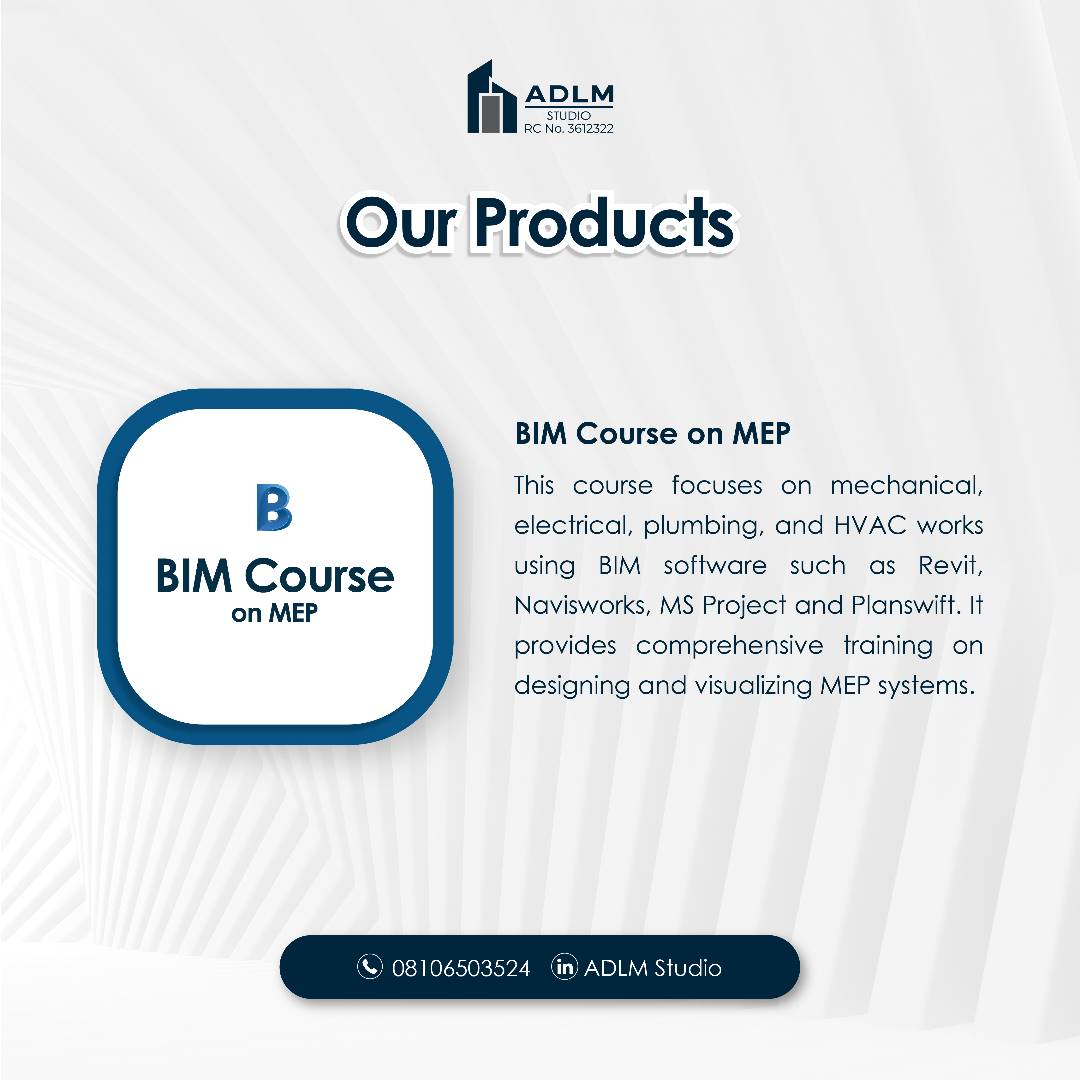 ADLM
STUDIO
RC No. 3612322
Our Products
B
BIM Course
on MEP
BIM Course on MEP
This course focuses on mechanical,
electrical, plumbing, and HVAC works
using BIM software such as Revit,
Navisworks, MS Project and Planswift. It
provides comprehensive training on
designing and visualizing MEP systems.
08106503524 in ADLM Studio